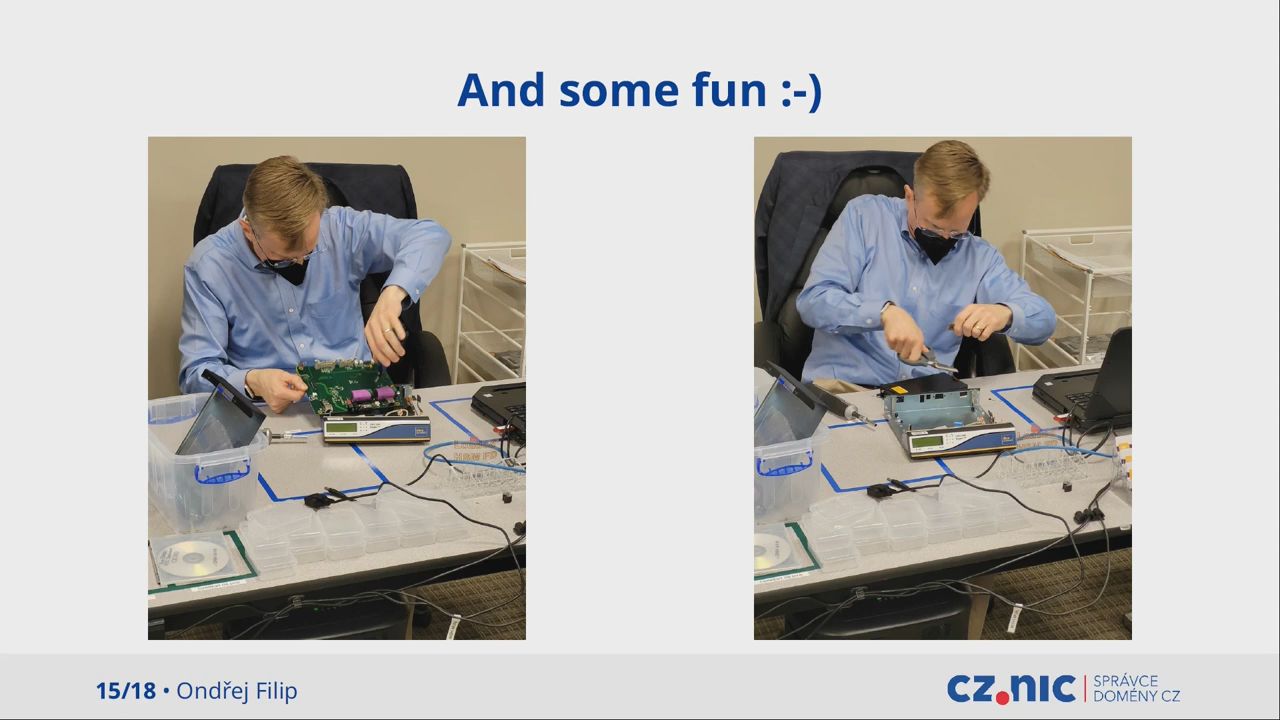 And some fun :-)
15/18 • Ondřej Filip
CZ.NIC
SPRÁVCE
DOMÉNY CZ